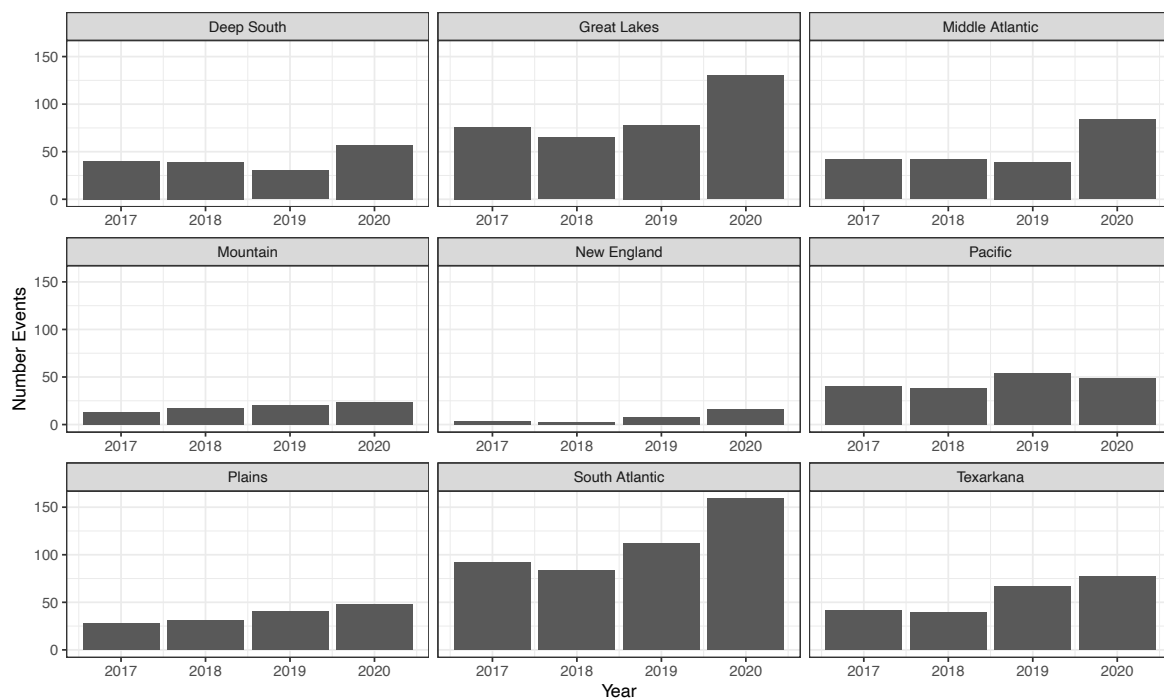 Deep South Great Lakes Middle Atlantic
150
100
50
0
2017 2018 2019 2020 2017 2018 2019 2020 2017 2018 2019 2020
Mountain New England Pacific
150
100
50
0
2017 2018 2019 2020 2017 2018 2019 2020 2017 2018 2019 2020
Plains South Atlantic Texarkana
150
100
50
0
2017 2018 2019 2020 2017 2018 2019 2020 2017 2018 2019 2020
Year
Number Events